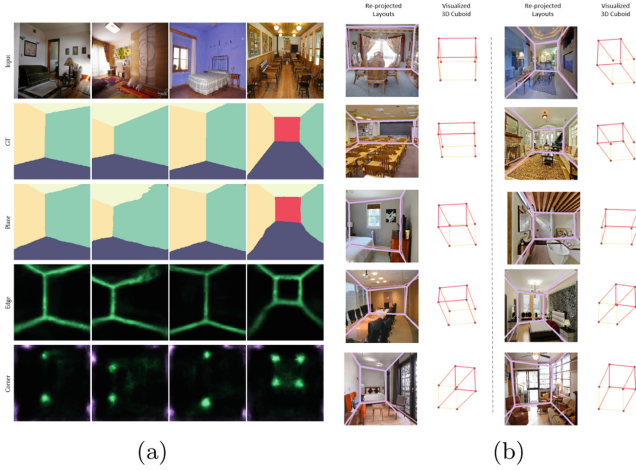 Input
GT
Plane
Edge
Corner
(a)
Re-projected Layouts
Visualized 3D Cuboid
Re-projected Layouts
Visualized 3D Cuboid
(b)